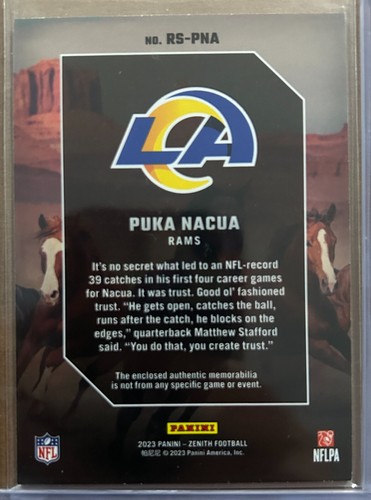 NO. RS-PNA
LA
PUKA NACUA
RAMS
It's no secret what led to an NFL-record
39 catches in his first four career games
for Nacua. It was trust. Good ol' fashioned
trust. “He gets open, catches the ball,
runs after the catch, he blocks on the
edges,” quarterback Matthew Stafford
said. “You do that, you create trust.”
The enclosed authentic memorabilia
is not from any specific game or event.
PANINI
2023 PANINI – ZENITH FOOTBALL
帕尼尼 © 2023 Panini America, Inc.
NFL
NFLPA